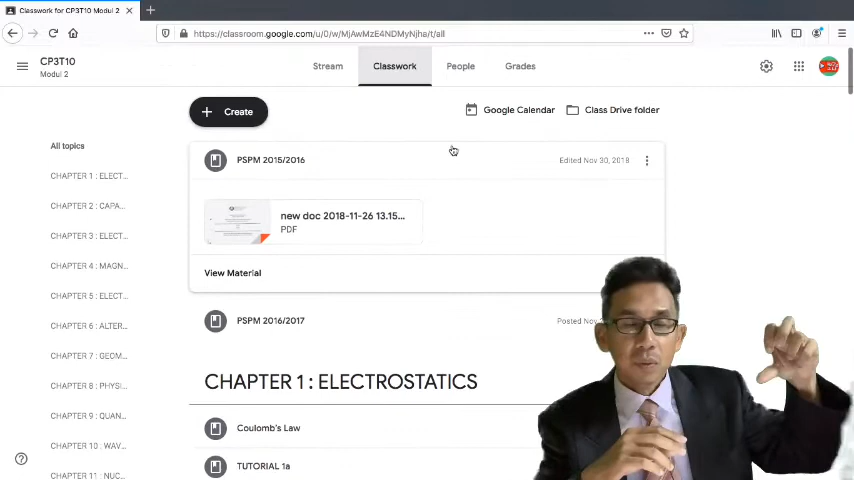 Classwork for CP3T10 Modul 2
https://classroom.google.com/u/0/w/MjAwMzE4NDMyNjha/t/all
CP3T10
Modul 2
Stream
Classwork
People
Grades
Create
Google Calendar
Class Drive folder
All topics
CHAPTER 1 : ELECT...
CHAPTER 2 : CAPA...
CHAPTER 3 : ELECT...
CHAPTER 4 : MAGN...
CHAPTER 5 : ELECT...
CHAPTER 6 : ALTER...
CHAPTER 7 : GEOM...
CHAPTER 8 : PHYSI...
CHAPTER 9 : QUAN...
CHAPTER 10 : WAV...
CHAPTER 11 : NUC...
PSPM 2015/2016
Edited Nov 30, 2018
new doc 2018-11-26 13.15...
PDF
View Material
PSPM 2016/2017
Posted Nov
CHAPTER 1 : ELECTROSTATICS
Coulomb's Law
TUTORIAL 1a